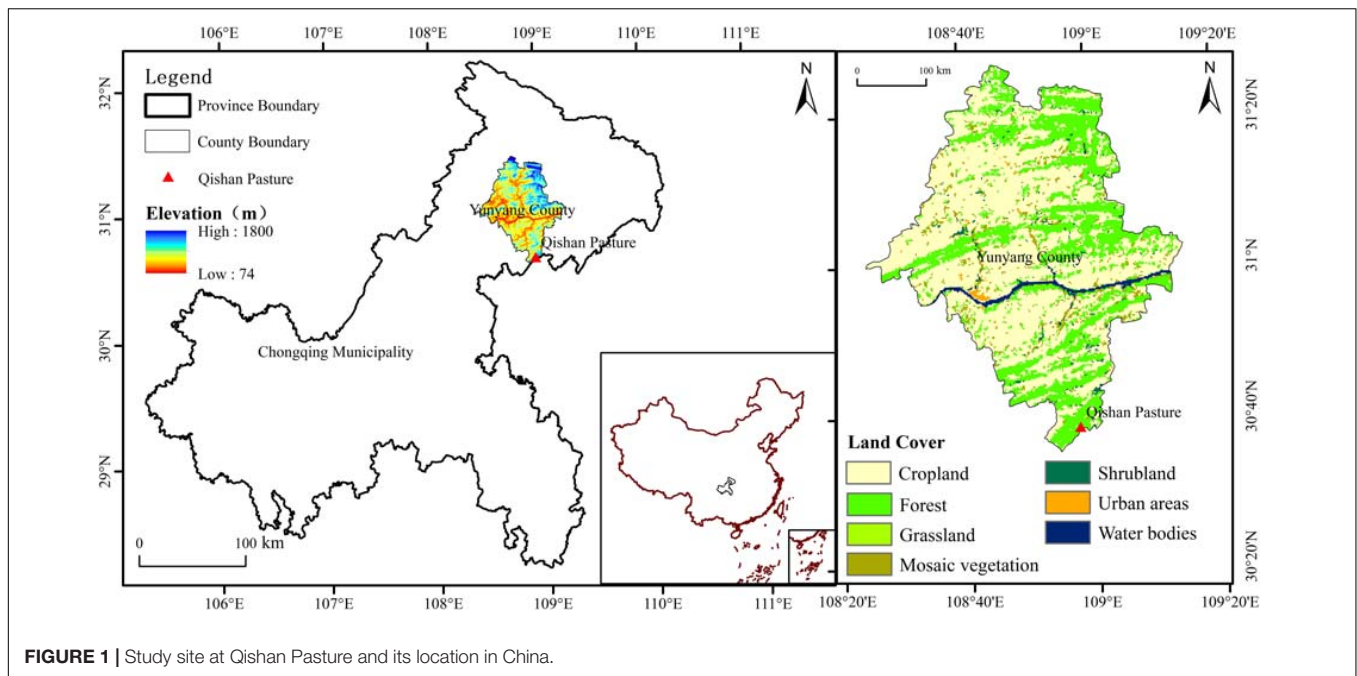 106°E 107°E 108°E 109°E 110°E 111°E
108°40'E 109°E 109°20'E
Legend
Province Boundary
County Boundary
Qishan Pasture
Elevation（m）
High : 1800
Low : 74
N
32°N
31°N
30°N
29°N
Yunyang County
Qishan Pasture
Chongqing Municipality
0 100 km
106°E 107°E 108°E 109°E 110°E 111°E
0 100 km
N
31°20'N
31°N
30°40'N
30°20'N
Yunyang County
Qishan Pasture
Land Cover
Cropland
Forest
Grassland
Mosaic vegetation
Shrubland
Urban areas
Water bodies
108°20'E 108°40'E 109°E 109°20'E
FIGURE 1 | Study site at Qishan Pasture and its location in China.